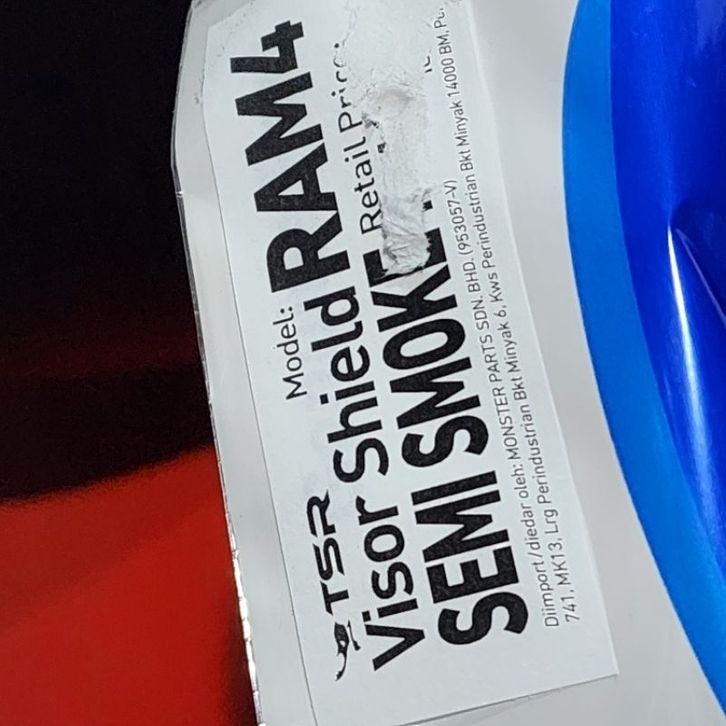 TSR Model: RAM4
Visor Shield Retail Price:
SEMI SMOKE
Diimport/diedar oleh: MONSTER PARTS SDN. BHD. (953057-V)
741, MK13, Lrg Perindustrian Bkt Minyak 6, Kws Perindustrian Bkt Minyak 14000 BM,